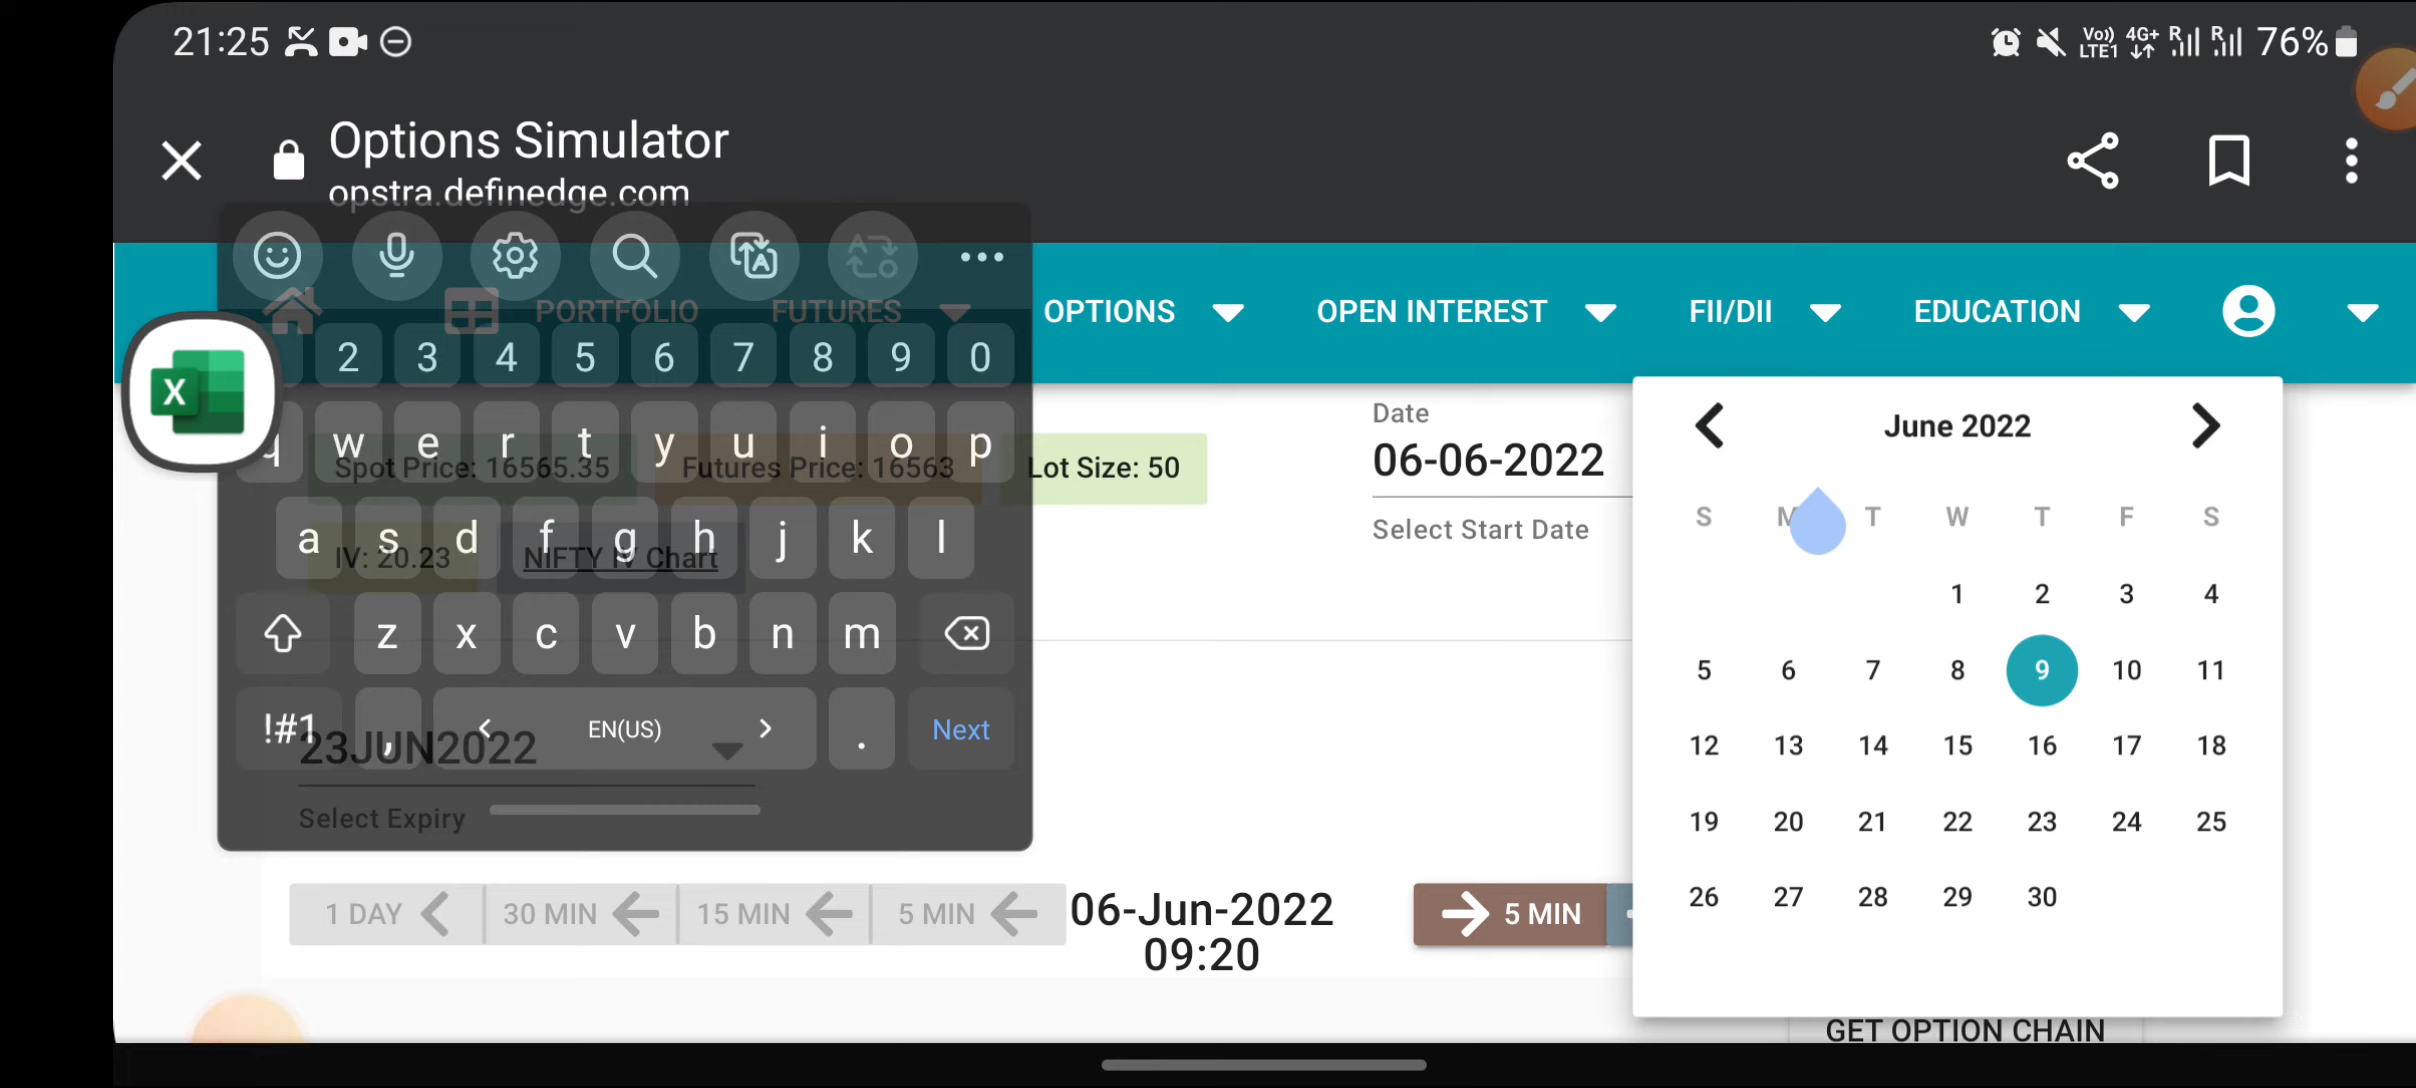 21:25
Vo)) LTE1 4G+ R R 76%
Options Simulator
opstra.definedge.com
PORTFOLIO FUTURES OPTIONS OPEN INTEREST FII/DII EDUCATION
2 3 4 5 6 7 8 9 0
q w e r t y u i o p
a s d f g h j k l
z x c v b n m
!#1 , < EN(US) > . Next
Spot Price: 16565.35 Futures Price: 16563 Lot Size: 50
IV: 20.23 NIFTY IV Chart
Date
06-06-2022
Select Start Date
June 2022
S M T W T F S
1 2 3 4
5 6 7 8 9 10 11
12 13 14 15 16 17 18
19 20 21 22 23 24 25
26 27 28 29 30
23JUN2022
Select Expiry
1 DAY 30 MIN 15 MIN 5 MIN 06-Jun-2022 5 MIN
09:20
GET OPTION CHAIN